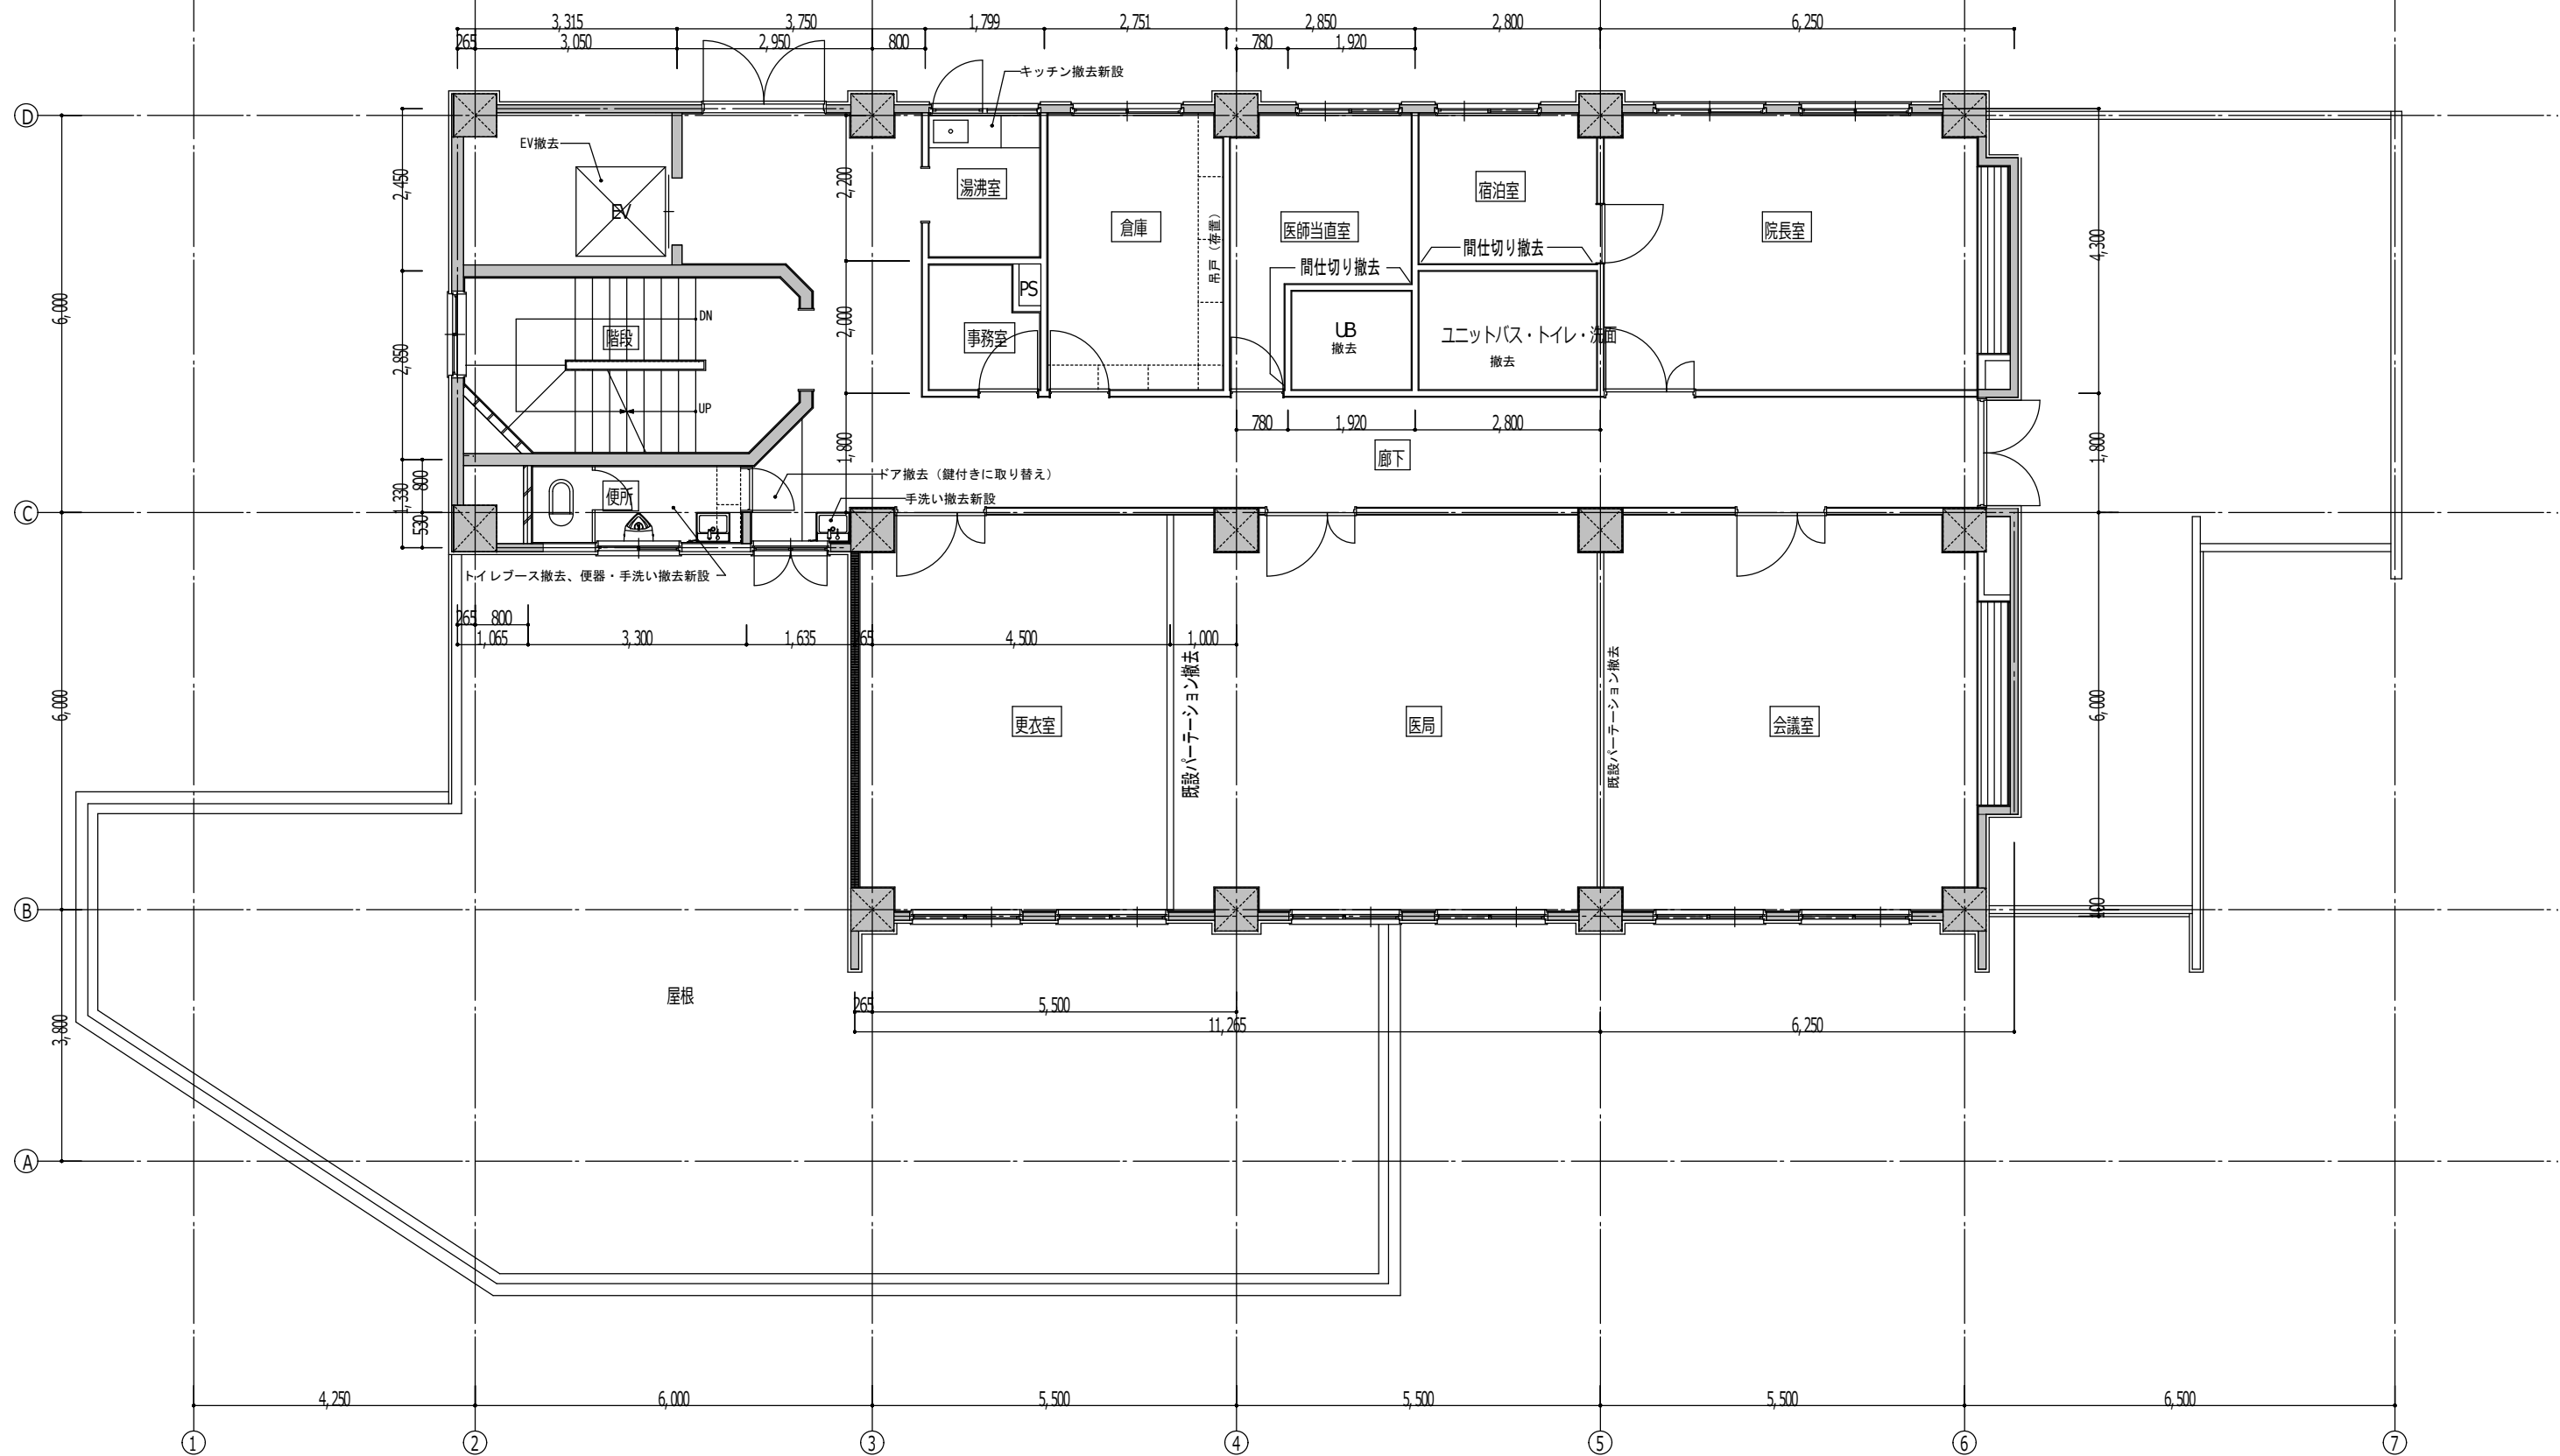 3,315
3,750
1,799
2,751
2,850
2,800
6,250
265
3,050
2,950
800
780
1,920
キッチン撤去新設
D
EV撤去
EV
2,450
2,200
湯沸室
倉庫
吊戸（存置）
医師当直室
宿泊室
院長室
間仕切り撤去
間仕切り撤去
4,300
6,000
PS
DN
階段
2,000
事務室
UB
撤去
ユニットバス・トイレ・洗面
撤去
2,850
UP
780
1,920
2,800
1,800
廊下
1,800
800
1,330
530
便所
ドア撤去（鍵付きに取り替え）
手洗い撤去新設
C
トイレブース撤去、便器・手洗い撤去新設
265
800
1,065
3,300
1,635
265
4,500
1,000
既設パーテーション撤去
既設パーテーション撤去
6,000
6,000
更衣室
医局
会議室
B
100
屋根
265
5,500
11,265
6,250
3,800
A
4,250
6,000
5,500
5,500
5,500
6,500
1
2
3
4
5
6
7